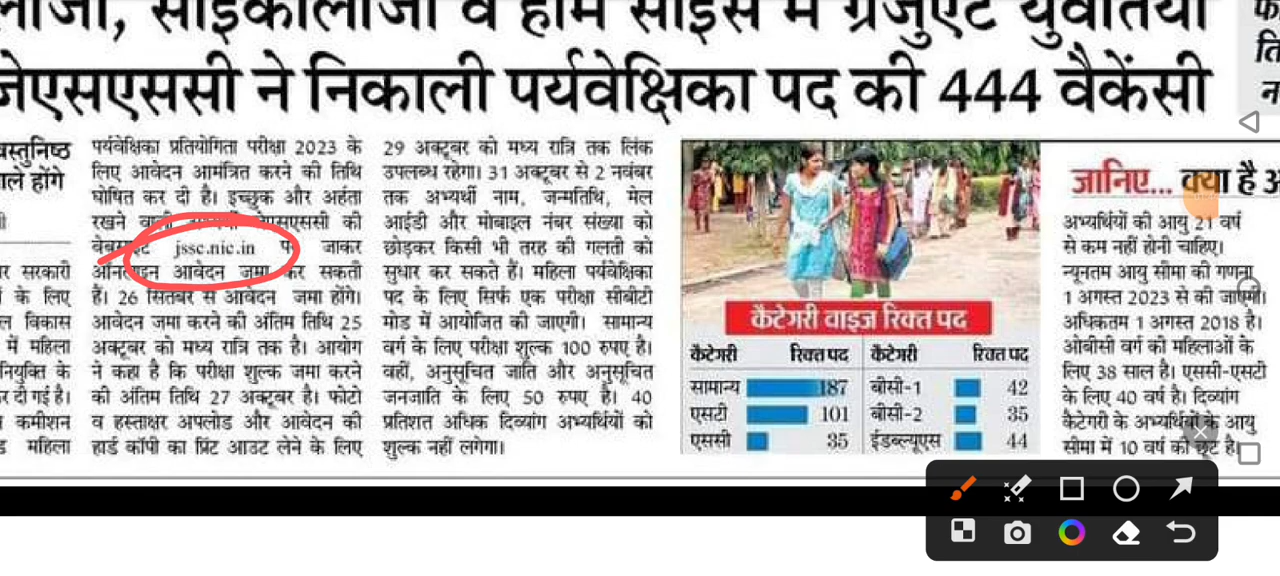 साइकोलॉजी व होम साइंस में ग्रेजुएट युवतियों
जेएसएससी ने निकाली पर्यवेक्षिका पद की 444 वैकेंसी
वस्तुनिष्ठ
होंगे
सरकारी
के लिए
विकास
में महिला
नियुक्ति के
दी गई है।
कमीशन
महिला
पर्यवेक्षिका प्रतियोगिता परीक्षा 2023 के
लिए आवेदन आमंत्रित करने की तिथि
घोषित कर दी है। इच्छुक और अर्हता
रखने की
jssc.nic.in जाकर
आवेदन जमा कर सकती
हैं। 26 सितंबर से आवेदन जमा होंगे।
आवेदन जमा करने की अंतिम तिथि 25
अक्टूबर को मध्य रात्रि तक है। आयोग
ने कहा है कि परीक्षा शुल्क जमा करने
की अंतिम तिथि 27 अक्टूबर है। फोटो
व हस्ताक्षर अपलोड और आवेदन की
हार्ड कॉपी का प्रिंट आउट लेने के लिए
29 अक्टूबर को मध्य रात्रि तक लिंक
उपलब्ध रहेगा। 31 अक्टूबर से 2 नवंबर
तक अभ्यर्थी नाम, जन्मतिथि, मेल
आईडी और मोबाइल नंबर संख्या को
छोड़कर किसी भी तरह की गलती को
सुधार कर सकते हैं। महिला पर्यवेक्षिका
पद के लिए सिर्फ एक परीक्षा सीबीटी
मोड में आयोजित की जाएगी। सामान्य
वर्ग के लिए परीक्षा शुल्क 100 रुपए है।
वहीं, अनुसूचित जाति और अनुसूचित
जनजाति के लिए 50 रुपए है। 40
प्रतिशत अधिक दिव्यांग अभ्यर्थियों को
शुल्क नहीं लगेगा।
कैटेगरी वाइज रिक्त पद
कैटेगरी रिक्त पद कैटेगरी रिक्त पद
सामान्य 187 बीसी-1 42
एसटी 101 बीसी-2 35
एससी 35 ईडब्ल्यूएस 44
जानिए... क्या है
अभ्यर्थियों की आयु 21 वर्ष
से कम नहीं होनी चाहिए।
न्यूनतम आयु सीमा की गणना
1 अगस्त 2023 से की जाएगी।
अधिकतम 1 अगस्त 2018 है।
ओबीसी वर्ग को महिलाओं के
लिए 38 साल है। एससी-एसटी
के लिए 40 वर्ष है। दिव्यांग
कैटेगरी के अभ्यर्थियों के आयु
सीमा में 10 वर्ष की छूट है।